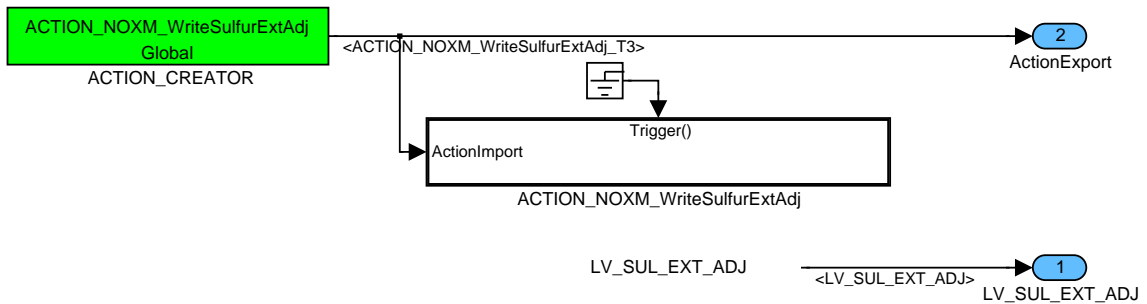 ACTION_NOXM_WriteSulfurExtAdj
Global
ACTION_CREATOR
<ACTION_NOXM_WriteSulfurExtAdj_T3>
2
ActionExport
Trigger()
ActionImport
ACTION_NOXM_WriteSulfurExtAdj
LV_SUL_EXT_ADJ
<LV_SUL_EXT_ADJ>
1
LV_SUL_EXT_ADJ